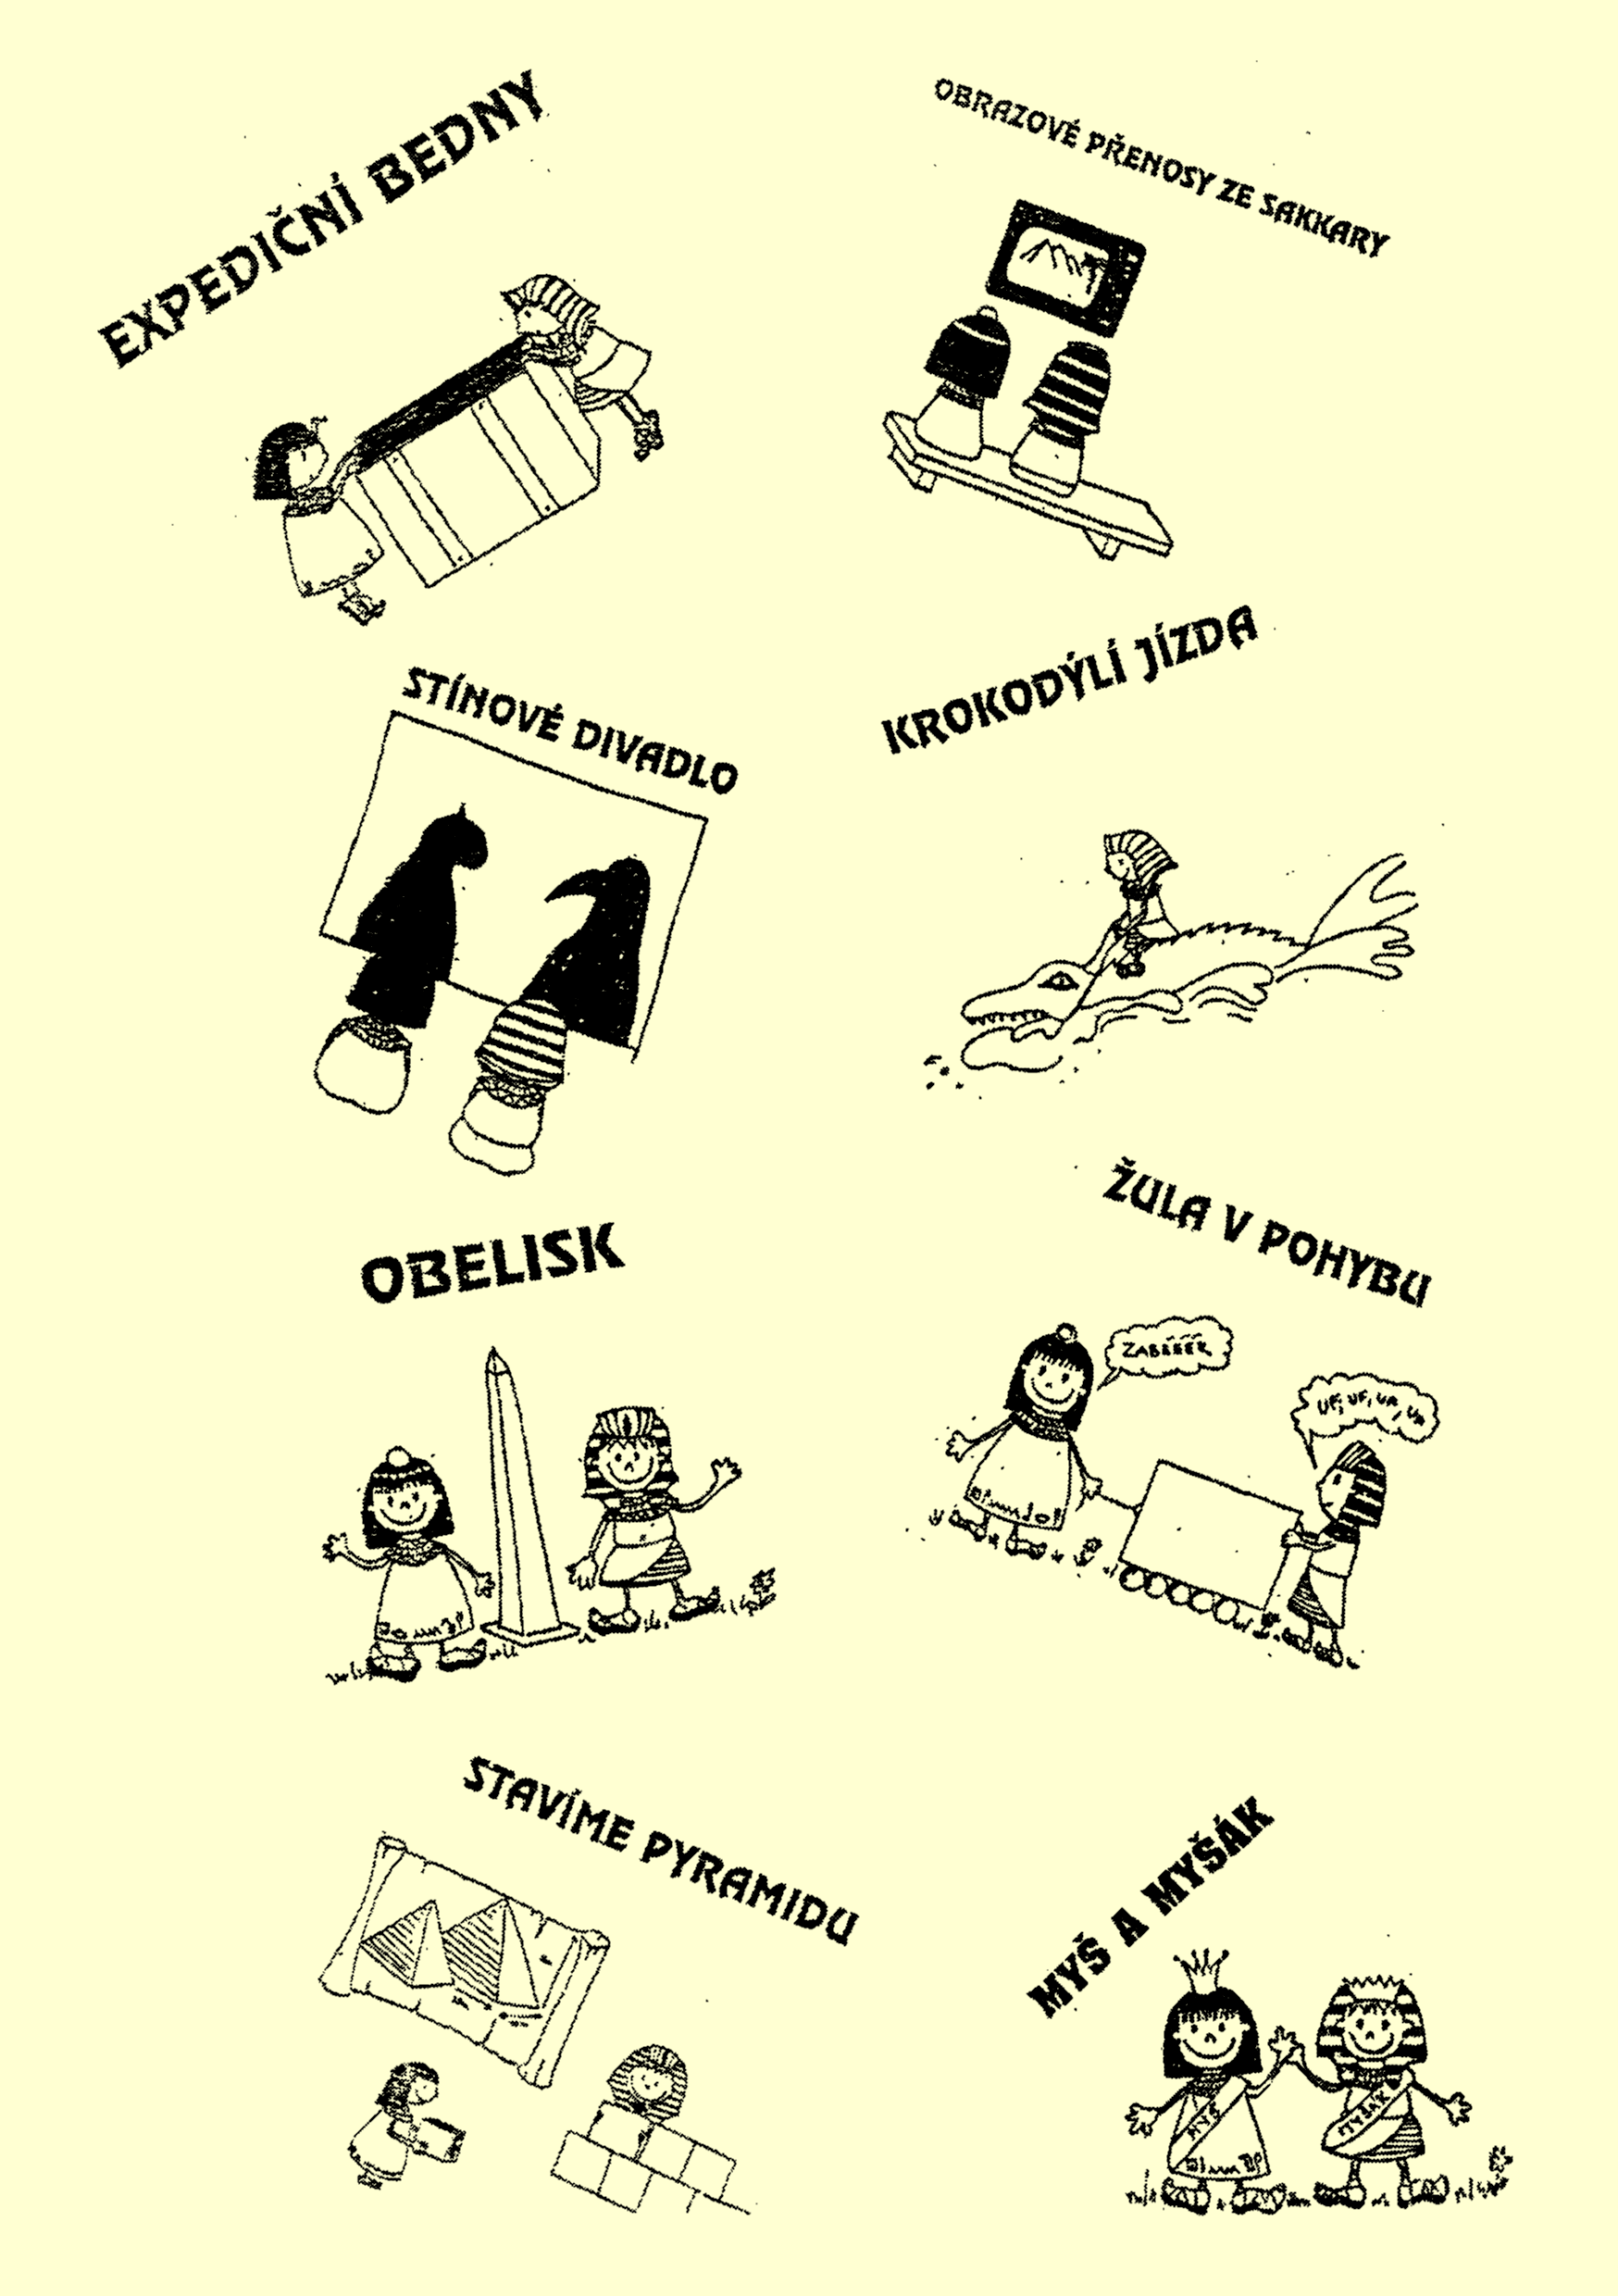 EXPEDIČNÍ BEDNY
OBRAZOVÉ PŘENOSY ZE SAKKARY
STÍNOVÉ DIVADLO
KROKODÝLÍ JÍZDA
OBELISK
ŽULA V POHYBU
UF, UF, UF, UF
STAVÍME PYRAMIDU
MYŠ A MYŠÁK
MYŠ
MYŠÁK